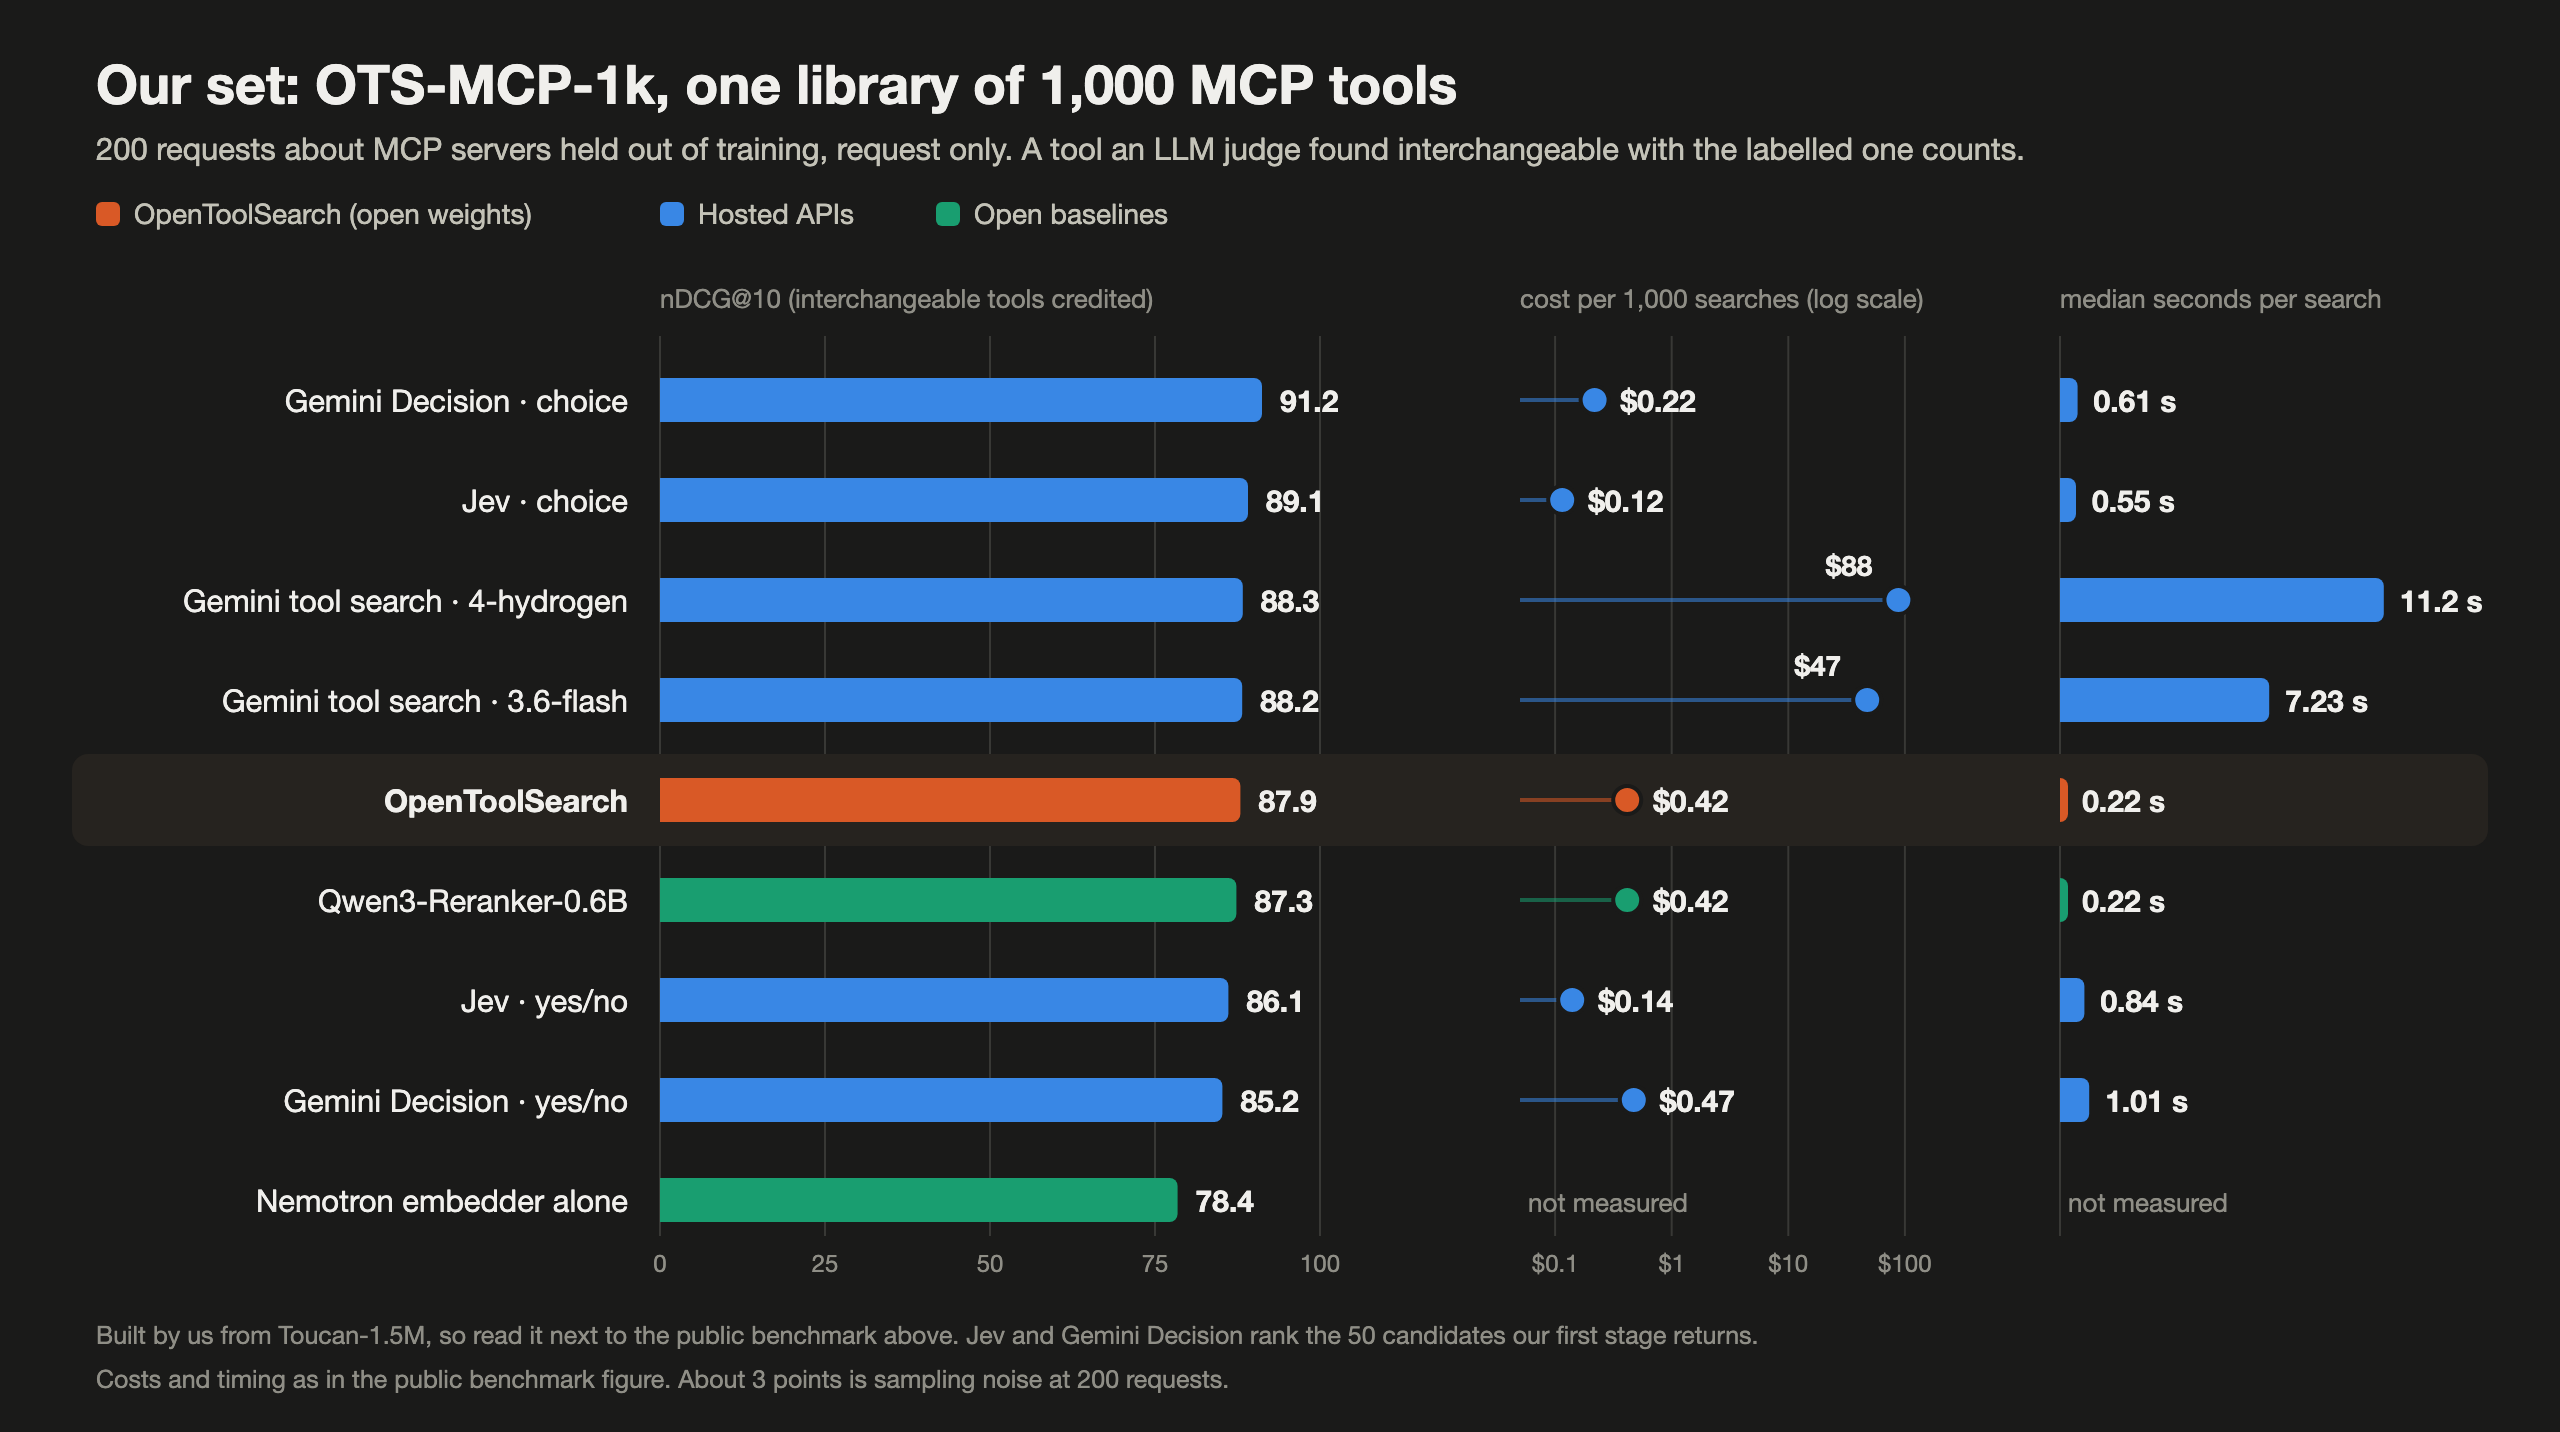 Our set: OTS-MCP-1k, one library of 1,000 MCP tools
200 requests about MCP servers held out of training, request only. A tool an LLM judge found interchangeable with the labelled one counts.
OpenToolSearch (open weights) Hosted APIs Open baselines
nDCG@10 (interchangeable tools credited) cost per 1,000 searches (log scale) median seconds per search
Gemini Decision · choice 91.2 $0.22 0.61 s
Jev · choice 89.1 $0.12 0.55 s
Gemini tool search · 4-hydrogen 88.3 $88 11.2 s
Gemini tool search · 3.6-flash 88.2 $47 7.23 s
OpenToolSearch 87.9 $0.42 0.22 s
Qwen3-Reranker-0.6B 87.3 $0.42 0.22 s
Jev · yes/no 86.1 $0.14 0.84 s
Gemini Decision · yes/no 85.2 $0.47 1.01 s
Nemotron embedder alone 78.4 not measured not measured
0 25 50 75 100 $0.1 $1 $10 $100
Built by us from Toucan-1.5M, so read it next to the public benchmark above. Jev and Gemini Decision rank the 50 candidates our first stage returns.
Costs and timing as in the public benchmark figure. About 3 points is sampling noise at 200 requests.